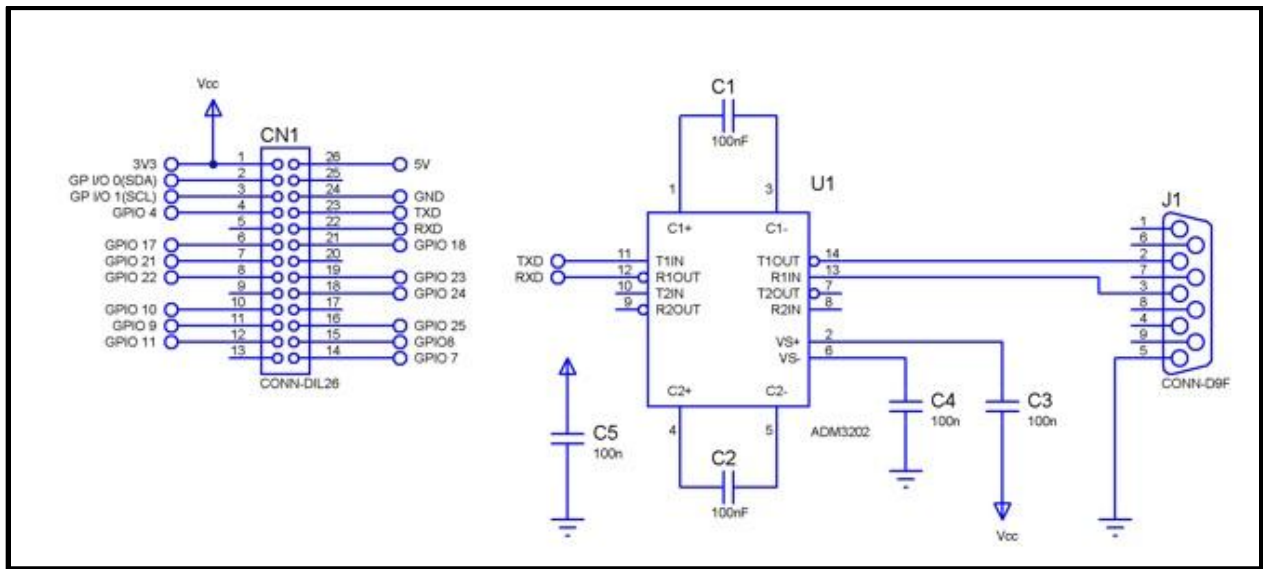 Vcc
CN1
3V3 1 26 5V
GP I/O 0(SDA) 2 25
GP I/O 1(SCL) 3 24 GND
GPIO 4 4 23 TXD
5 22 RXD
GPIO 17 6 21 GPIO 18
GPIO 21 7 20
GPIO 22 8 19 GPIO 23
9 18 GPIO 24
GPIO 10 10 17
GPIO 9 11 16 GPIO 25
GPIO 11 12 15 GPIO8
13 14 GPIO 7
CONN-DIL26
C1
100nF
1 3
U1
C1+ C1-
TXD 11 T1IN T1OUT 14
RXD 12 R1OUT R1IN 13
10 T2IN T2OUT 7
9 R2OUT R2IN 8
VS+ 2
VS- 6
C2+ C2-
4 5
ADM3202
C2
100nF
C5
100n
C4
100n
C3
100n
Vcc
J1
1
6
2
7
3
8
4
9
5
CONN-D9F